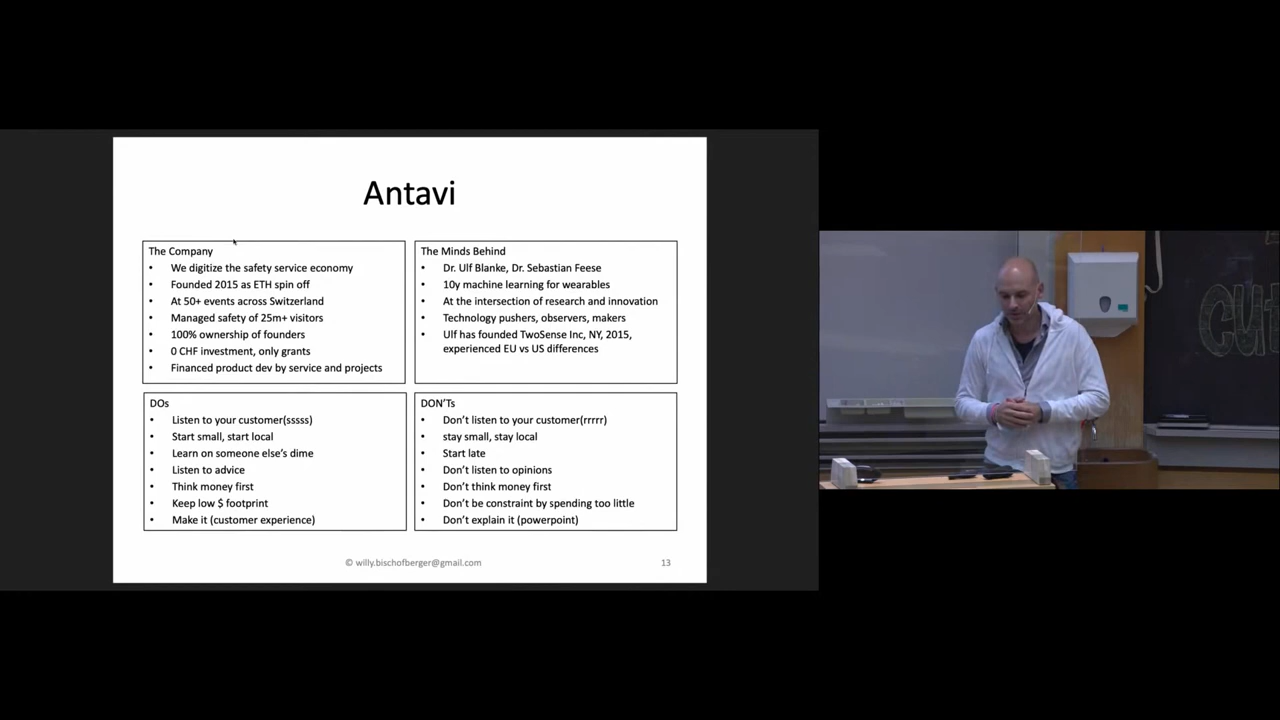 Antavi
The Company
• We digitize the safety service economy
• Founded 2015 as ETH spin off
• At 50+ events across Switzerland
• Managed safety of 25m+ visitors
• 100% ownership of founders
• 0 CHF investment, only grants
• Financed product dev by service and projects
The Minds Behind
• Dr. Ulf Blanke, Dr. Sebastian Feese
• 10y machine learning for wearables
• At the intersection of research and innovation
• Technology pushers, observers, makers
• Ulf has founded TwoSense Inc, NY, 2015,
experienced EU vs US differences
DOs
• Listen to your customer(sssss)
• Start small, start local
• Learn on someone else's dime
• Listen to advice
• Think money first
• Keep low $ footprint
• Make it (customer experience)
DON'Ts
• Don't listen to your customer(rrrrr)
• stay small, stay local
• Start late
• Don't listen to opinions
• Don't think money first
• Don't be constraint by spending too little
• Don't explain it (powerpoint)
© willy.bischofberger@gmail.com
13